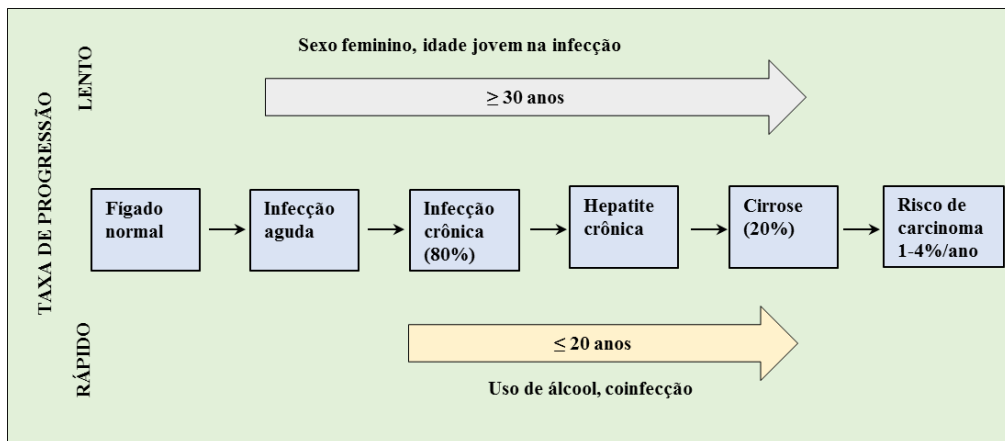 TAXA DE PROGRESSÃO
LENTO
Sexo feminino, idade jovem na infecção
≥ 30 anos
Fígado
normal
Infecção
aguda
Infecção
crônica
(80%)
Hepatite
crônica
Cirrose
(20%)
Risco de
carcinoma
1-4%/ano
RÁPIDO
≤ 20 anos
Uso de álcool, coinfecção